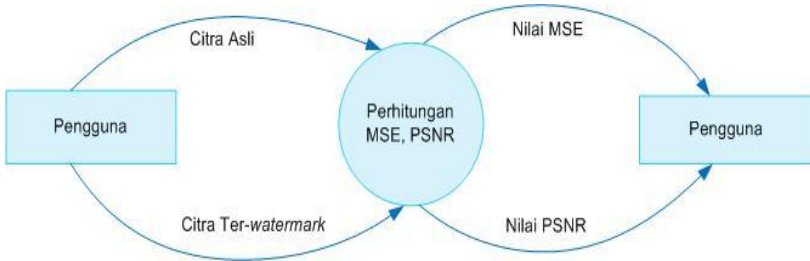 Citra Asli
Nilai MSE
Pengguna
Perhitungan
MSE, PSNR
Pengguna
Citra Ter-watermark
Nilai PSNR